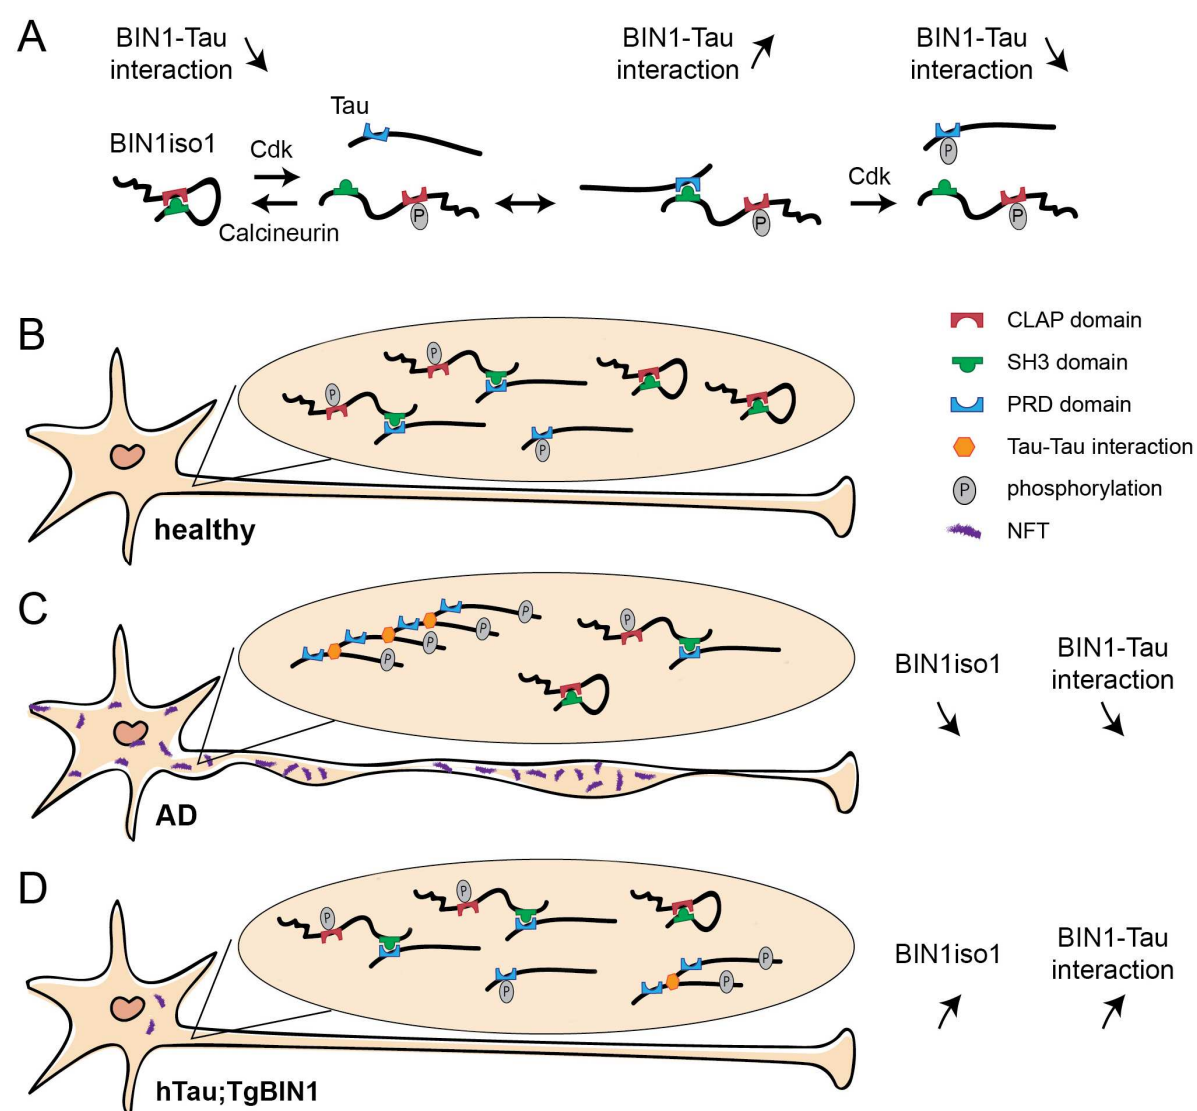 A
BIN1-Tau
interaction
BIN1-Tau
interaction
BIN1-Tau
interaction
Tau
BIN1iso1
Cdk
Calcineurin
P
P
Cdk
P
P
B
P
P
P
healthy
CLAP domain
SH3 domain
PRD domain
Tau-Tau interaction
P
phosphorylation
NFT
C
P
P
P
P
P
AD
BIN1iso1
BIN1-Tau
interaction
D
P
P
P
P
P
hTau;TgBIN1
BIN1iso1
BIN1-Tau
interaction